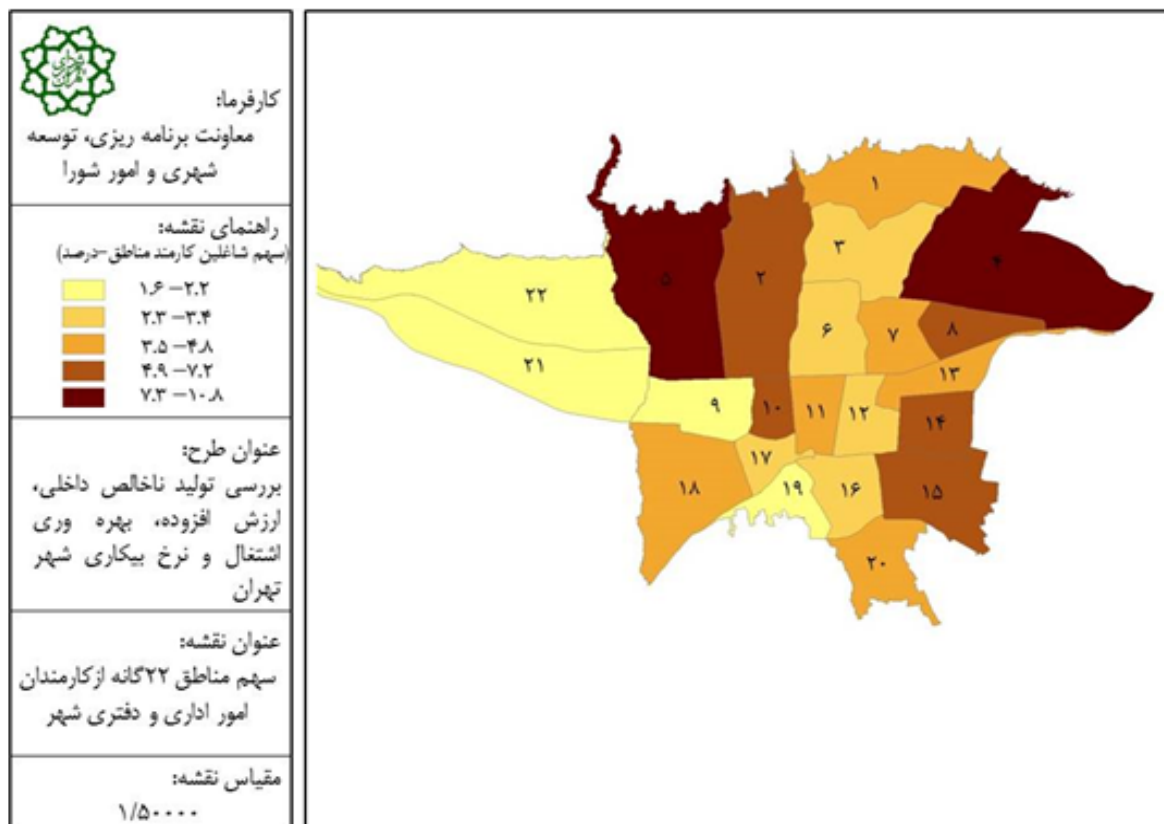 کارفرما:
معاونت برنامه ریزی، توسعه
شهری و امور شورا
راهنمای نقشه:
(سهم شاغلین کارمند مناطق-درصد)
۱.۶-۲.۲
۲.۳-۳.۴
۳.۵-۴.۸
۴.۹-۷.۲
۷.۳-۱۰.۸
عنوان طرح:
بررسی تولید ناخالص داخلی،
ارزش افزوده، بهره وری
اشتغال و نرخ بیکاری شهر
تهران
عنوان نقشه:
سهم مناطق ۲۲گانه ازکارمندان
امور اداری و دفتری شهر
مقیاس نقشه:
۱/۵۰۰۰۰
۱
۳
۴
۵
۲
۲۲
۶
۷
۸
۲۱
۱۳
۹
۱۰
۱۱
۱۲
۱۴
۱۷
۱۸
۱۹
۱۶
۱۵
۲۰